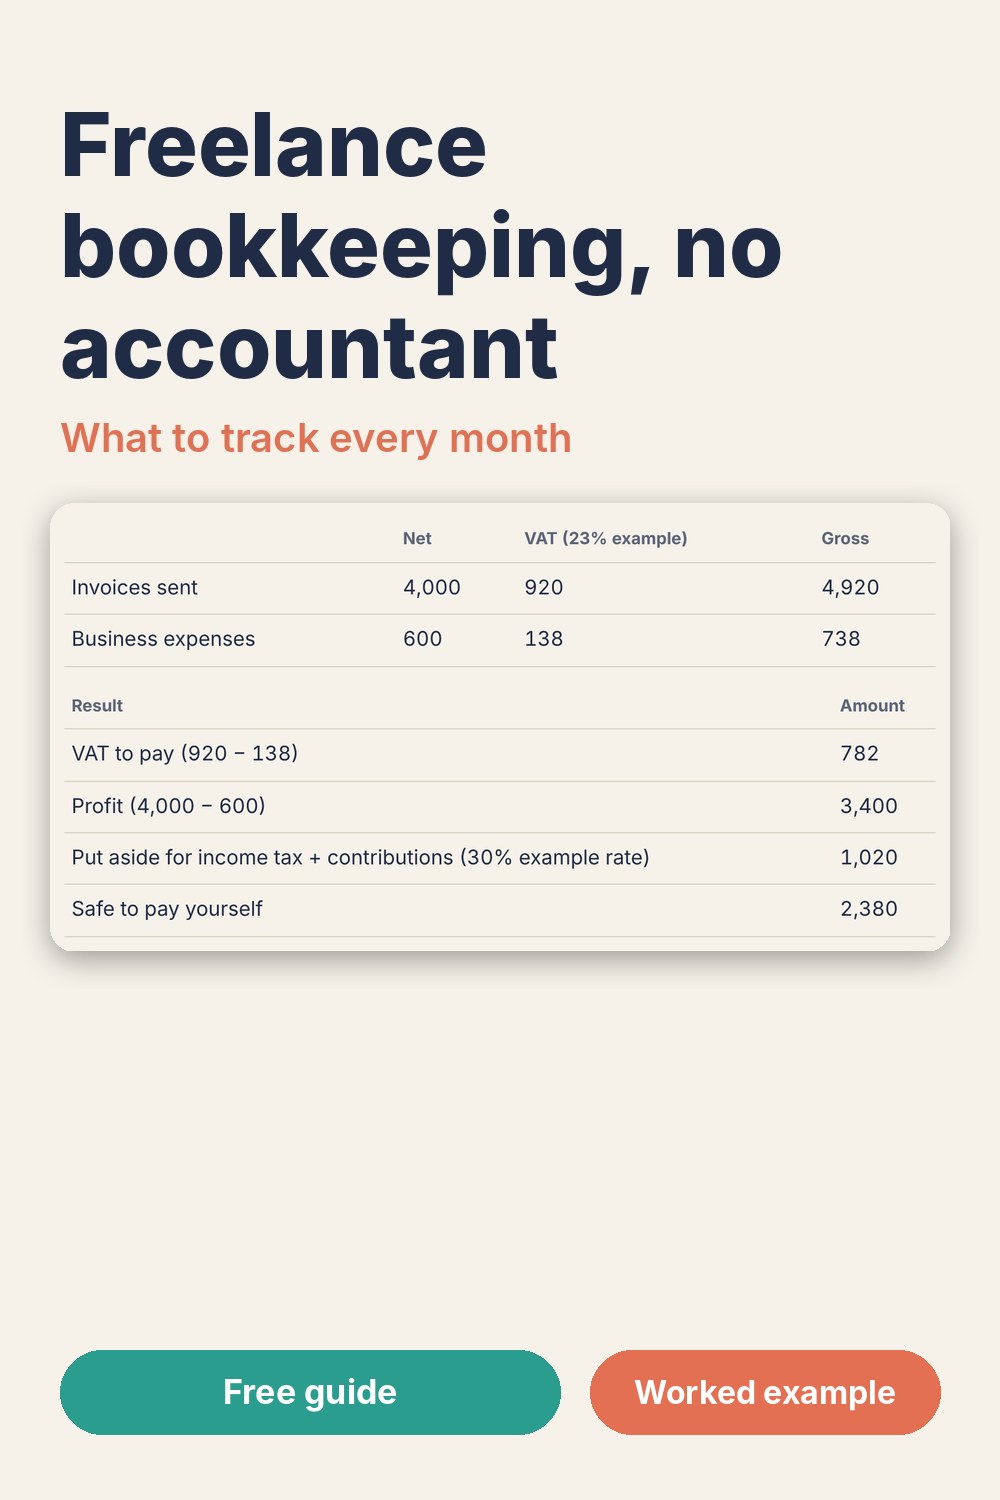 Freelance
bookkeeping, no
accountant
What to track every month
Net VAT (23% example) Gross
Invoices sent 4,000 920 4,920
Business expenses 600 138 738
Result Amount
VAT to pay (920 − 138) 782
Profit (4,000 − 600) 3,400
Put aside for income tax + contributions (30% example rate) 1,020
Safe to pay yourself 2,380
Free guide Worked example